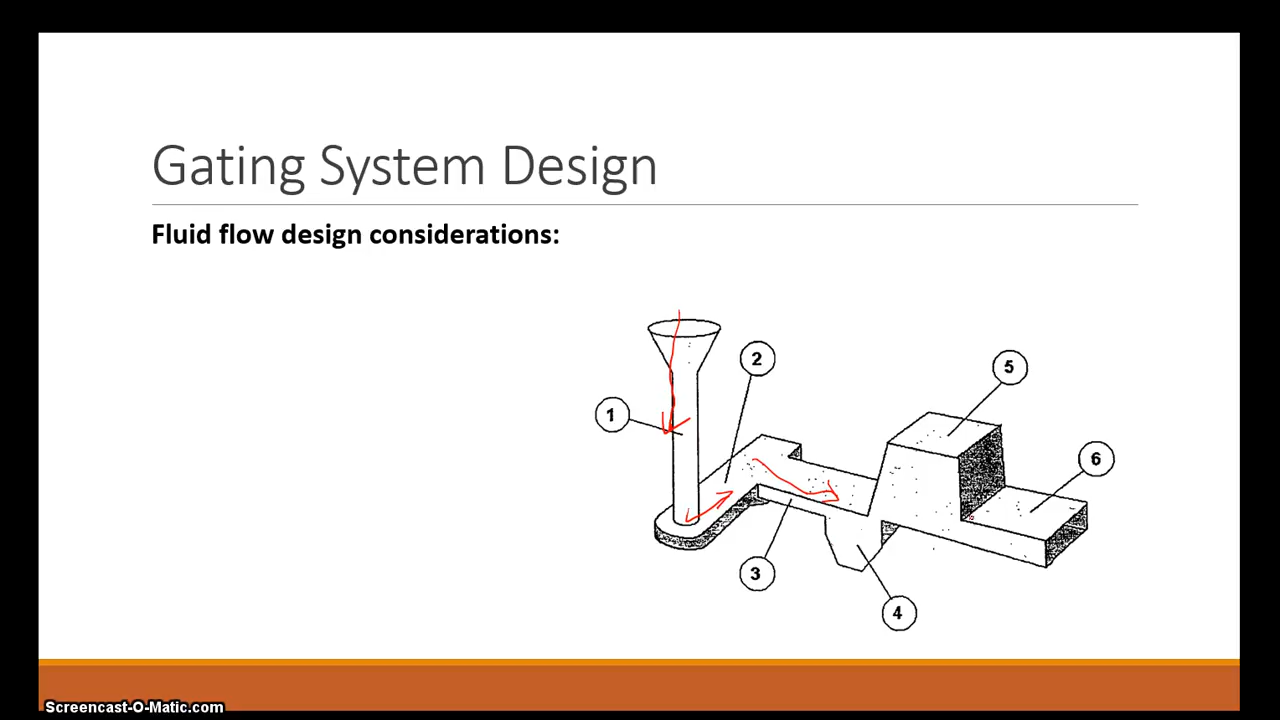 Gating System Design
Fluid flow design considerations:
1
2
3
4
5
6
Screencast-O-Matic.com